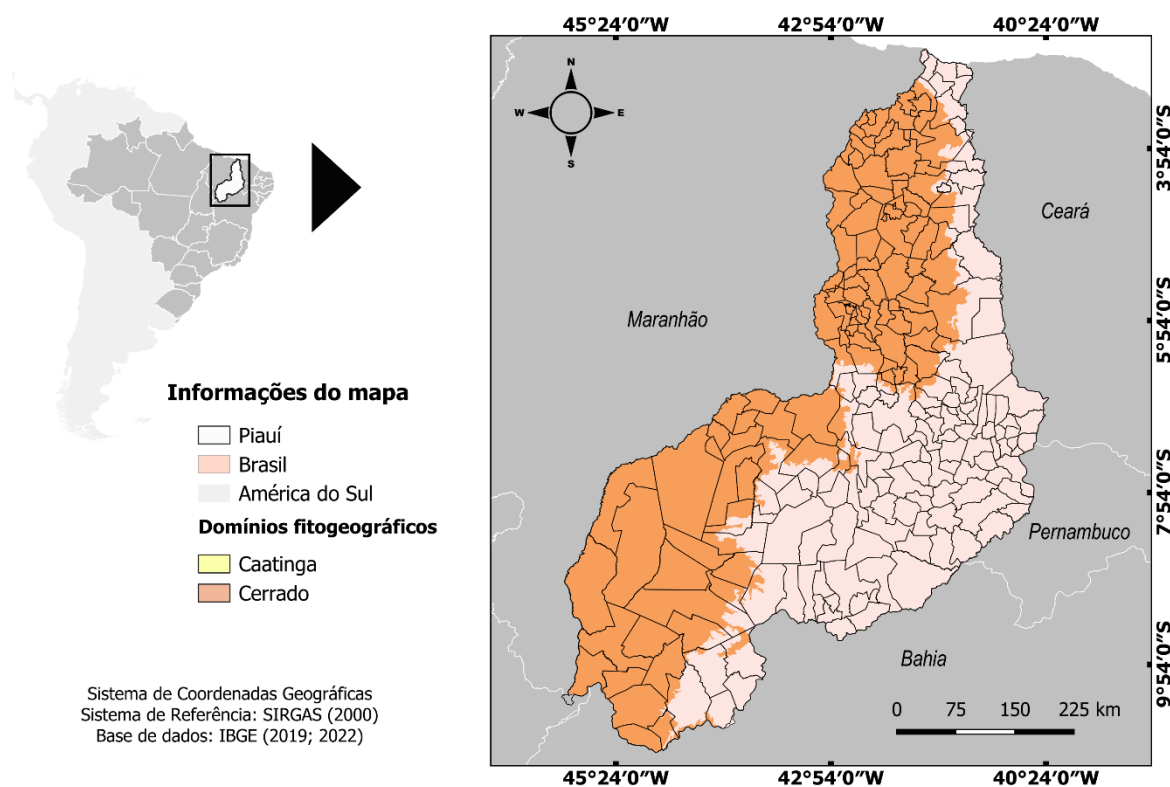 45°24′0″W 42°54′0″W 40°24′0″W
N
W E
S
3°54′0″S
Ceará
Maranhão
5°54′0″S
Informações do mapa
Piauí
Brasil
América do Sul
Domínios fitogeográficos
Caatinga
Cerrado
7°54′0″S
Pernambuco
Bahia
9°54′0″S
Sistema de Coordenadas Geográficas
Sistema de Referência: SIRGAS (2000)
Base de dados: IBGE (2019; 2022)
0 75 150 225 km
45°24′0″W 42°54′0″W 40°24′0″W